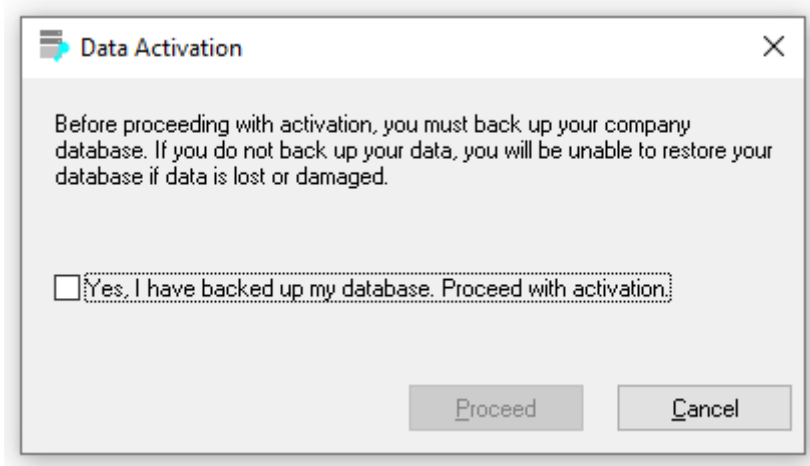 Data Activation
Before proceeding with activation, you must back up your company
database. If you do not back up your data, you will be unable to restore your
database if data is lost or damaged.
Yes, I have backed up my database. Proceed with activation.
Proceed Cancel